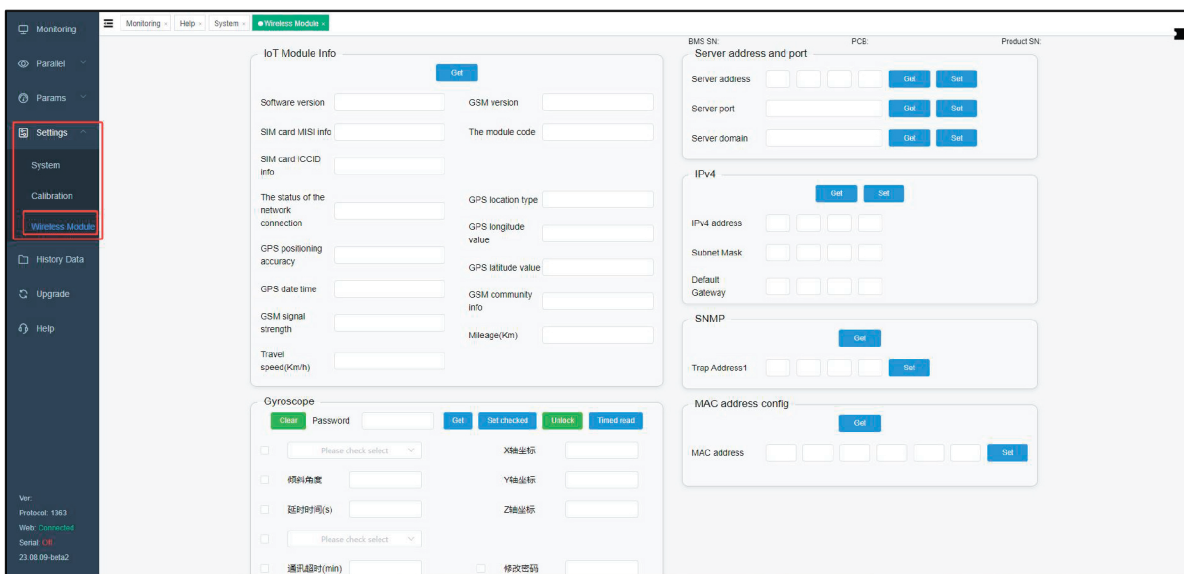 Monitoring
Parallel
Params
Settings
System
Calibration
Wireless Module
History Data
Upgrade
Help
Ver:
Protocol: 1363
Web: Connected
Serial: Off
23.08.09-beta2
Monitoring × Help × System × Wireless Module ×
BMS SN: PCB: Product SN:
IoT Module Info
Get
Software version GSM version
SIM card MISI info The module code
SIM card ICCID
info
The status of the
network
connection
GPS location type
GPS longitude
value
GPS positioning
accuracy
GPS latitude value
GPS date time
GSM community
info
GSM signal
strength
Mileage(Km)
Travel
speed(Km/h)
Gyroscope
Clear Password Get Set checked Unlock Timed read
Please check select X轴坐标
倾斜角度 Y轴坐标
延时时间(s) Z轴坐标
Please check select
通讯超时(min) 修改密码
Server address and port
Server address Get Set
Server port Get Set
Server domain Get Set
IPv4
Get Set
IPv4 address
Subnet Mask
Default
Gateway
SNMP
Get
Trap Address1 Set
MAC address config
Get
MAC address Set